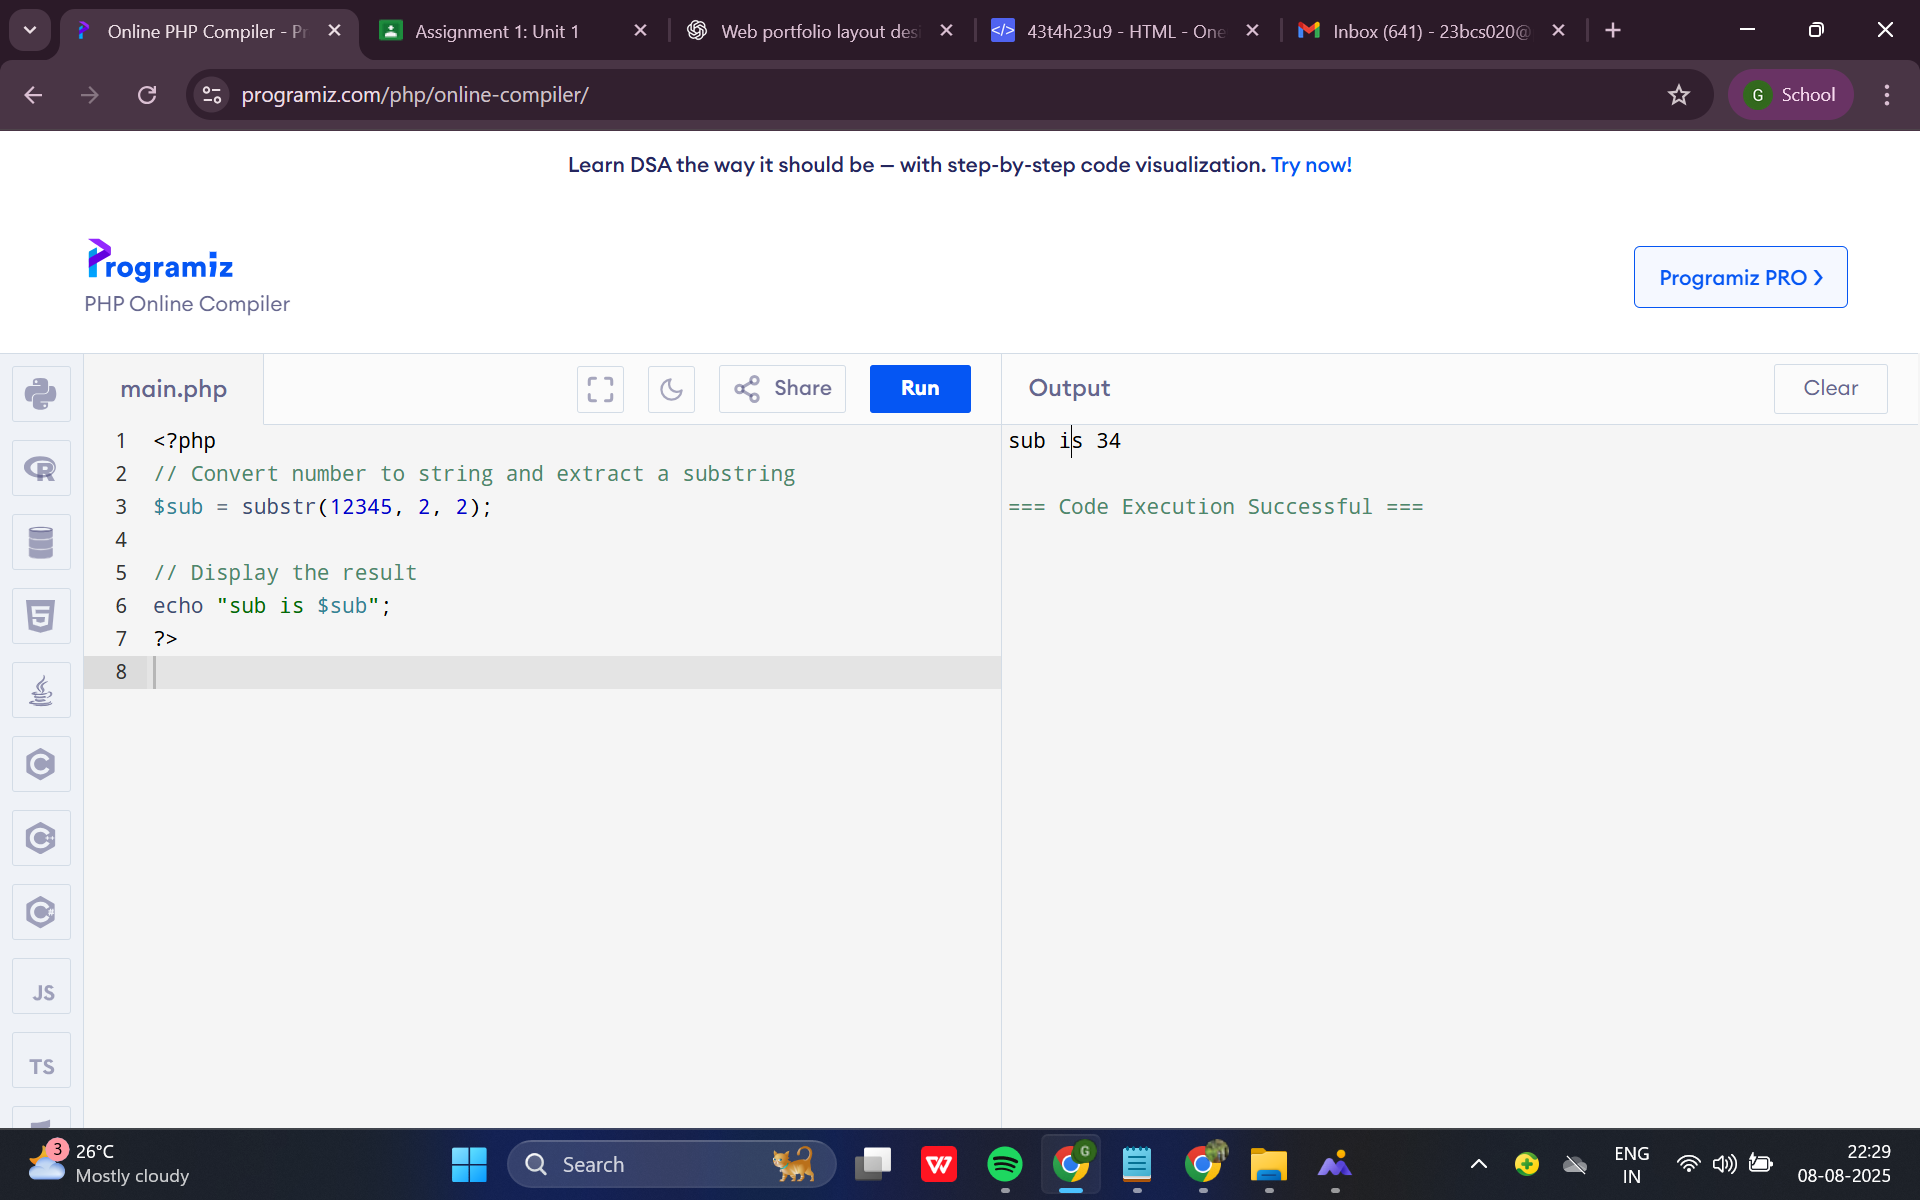 Online PHP Compiler - Pr
Assignment 1: Unit 1
Web portfolio layout desi
43t4h23u9 - HTML - One
Inbox (641) - 23bcs020@
programiz.com/php/online-compiler/
G School
Learn DSA the way it should be — with step-by-step code visualization. Try now!
Programiz
PHP Online Compiler
Programiz PRO ❯
main.php
Share
Run
Output
Clear
1 <?php
2 // Convert number to string and extract a substring
3 $sub = substr(12345, 2, 2);
4
5 // Display the result
6 echo "sub is $sub";
7 ?>
8
sub is 34
=== Code Execution Successful ===
JS
TS
3
26°C
Mostly cloudy
Search
W
G
ENG
IN
22:29
08-08-2025